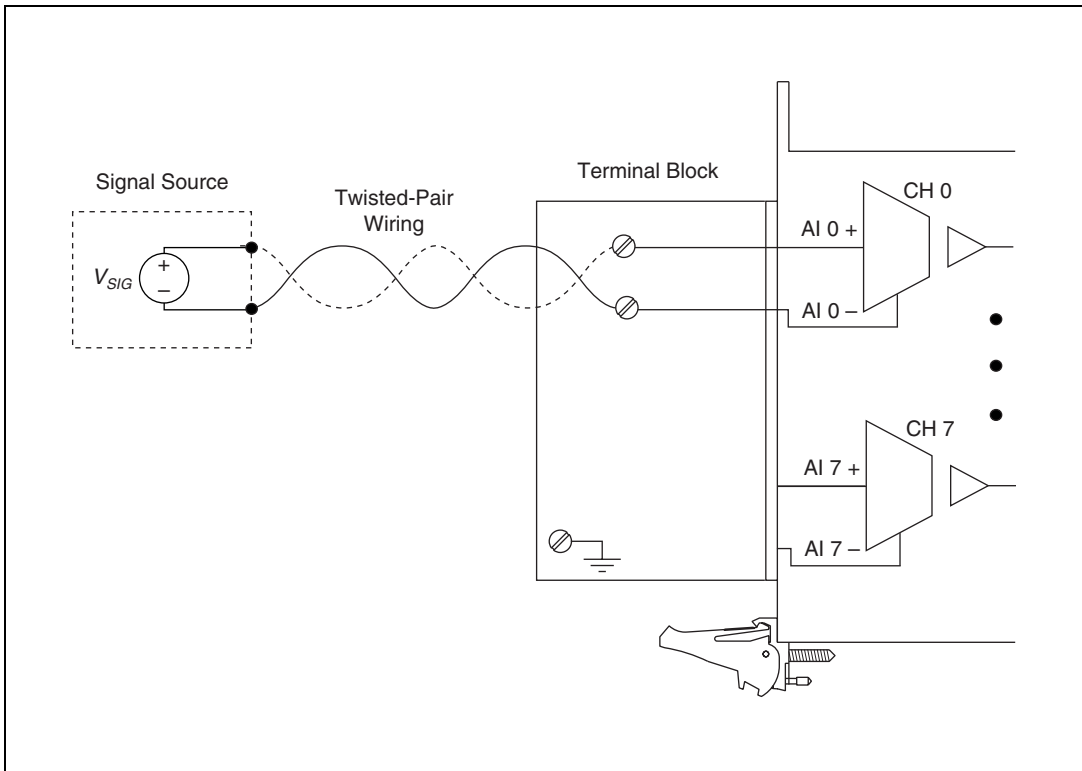 Signal Source
Twisted-Pair
Wiring
Terminal Block
CH 0
AI 0 +
V_SIG
+
–
AI 0 –
CH 7
AI 7 +
AI 7 –